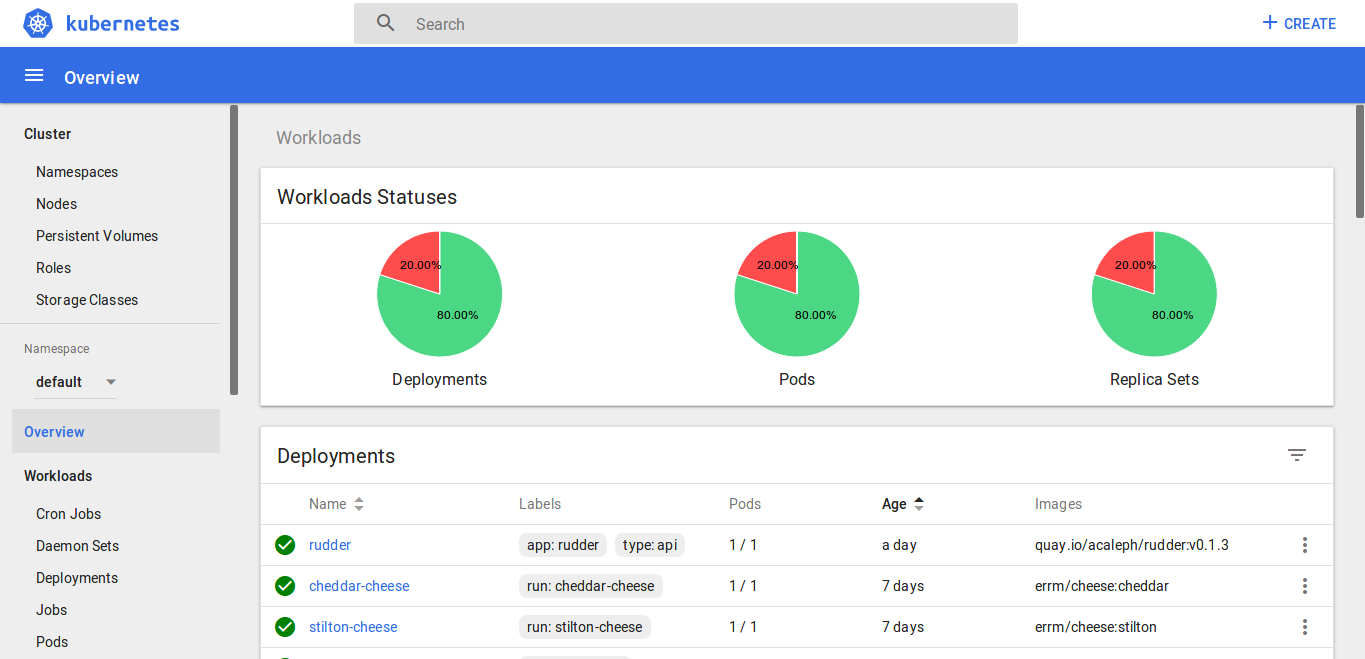 kubernetes
Search
CREATE
Overview
Cluster
Namespaces
Nodes
Persistent Volumes
Roles
Storage Classes
Namespace
default
Overview
Workloads
Cron Jobs
Daemon Sets
Deployments
Jobs
Pods
Workloads
Workloads Statuses
20.00% 20.00% 20.00%
80.00% 80.00% 80.00%
Deployments Pods Replica Sets
Deployments
Name Labels Pods Age Images
rudder app: rudder type: api 1 / 1 a day quay.io/acaleph/rudder:v0.1.3
cheddar-cheese run: cheddar-cheese 1 / 1 7 days errm/cheese:cheddar
stilton-cheese run: stilton-cheese 1 / 1 7 days errm/cheese:stilton